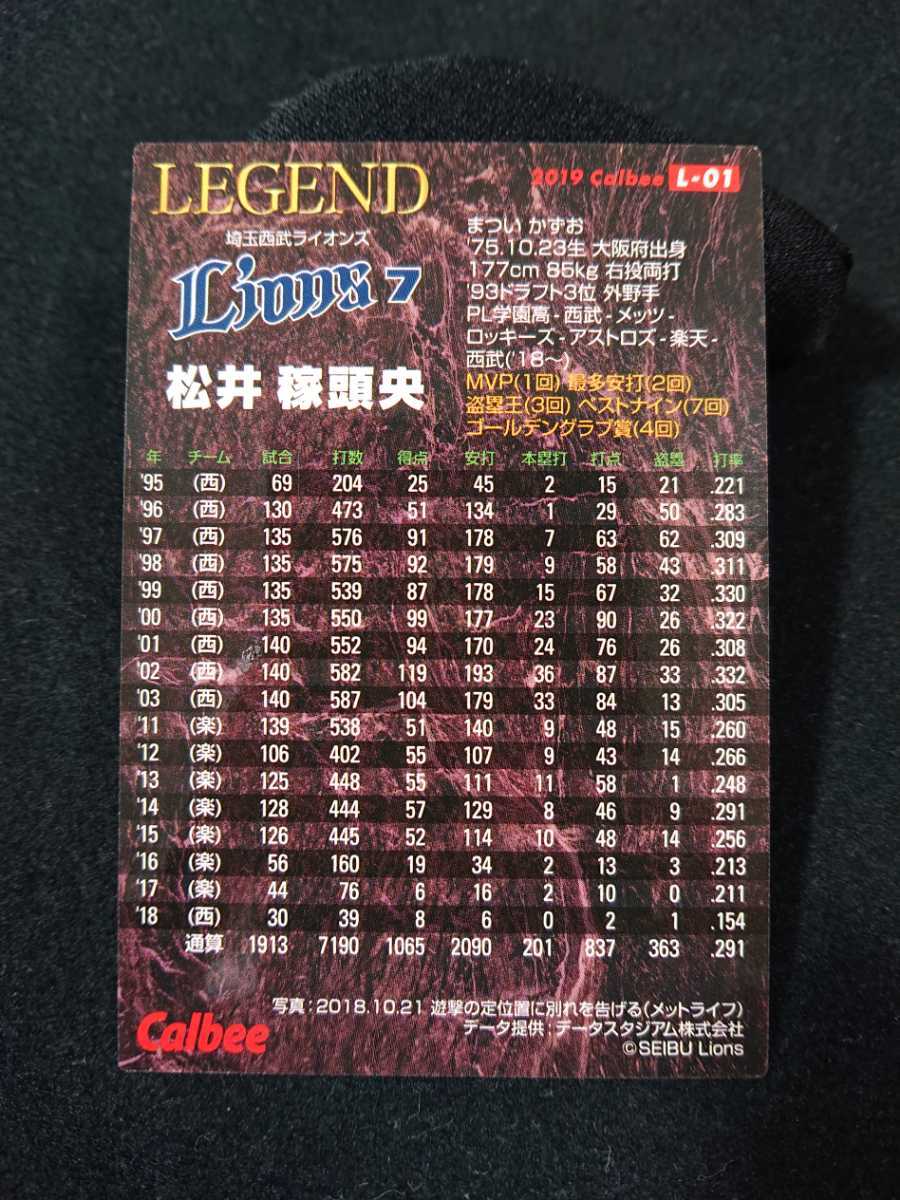 LEGEND
2019 Calbee L-01
埼玉西武ライオンズ
Lions 7
松井 稼頭央
まつい かずお
'75.10.23生 大阪府出身
177cm 85kg 右投両打
'93ドラフト3位 外野手
PL学園高 - 西武 - メッツ -
ロッキーズ - アストロズ - 楽天 -
西武('18〜)
MVP(1回) 最多安打(2回)
盗塁王(3回) ベストナイン(7回)
ゴールデングラブ賞(4回)
年 チーム 試合 打数 得点 安打 本塁打 打点 盗塁 打率
'95 (西) 69 204 25 45 2 15 21 .221
'96 (西) 130 473 51 134 1 29 50 .283
'97 (西) 135 576 91 178 7 63 62 .309
'98 (西) 135 575 92 179 9 58 43 .311
'99 (西) 135 539 87 178 15 67 32 .330
'00 (西) 135 550 99 177 23 90 26 .322
'01 (西) 140 552 94 170 24 76 26 .308
'02 (西) 140 582 119 193 36 87 33 .332
'03 (西) 140 587 104 179 33 84 13 .305
'11 (楽) 139 538 51 140 9 48 15 .260
'12 (楽) 106 402 55 107 9 43 14 .266
'13 (楽) 125 448 55 111 11 58 1 .248
'14 (楽) 128 444 57 129 8 46 9 .291
'15 (楽) 126 445 52 114 10 48 14 .256
'16 (楽) 56 160 19 34 2 13 3 .213
'17 (楽) 44 76 6 16 2 10 0 .211
'18 (西) 30 39 8 6 0 2 1 .154
通算 1913 7190 1065 2090 201 837 363 .291
写真：2018.10.21 遊撃の定位置に別れを告げる(メットライフ)
データ提供：データスタジアム株式会社
©SEIBU Lions
Calbee